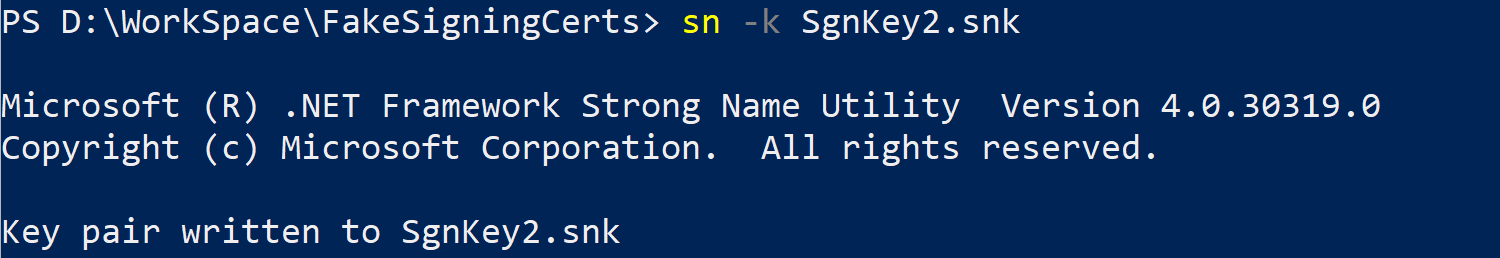 PS D:\WorkSpace\FakeSigningCerts> sn -k SgnKey2.snk
Microsoft (R) .NET Framework Strong Name Utility  Version 4.0.30319.0
Copyright (c) Microsoft Corporation.  All rights reserved.
Key pair written to SgnKey2.snk